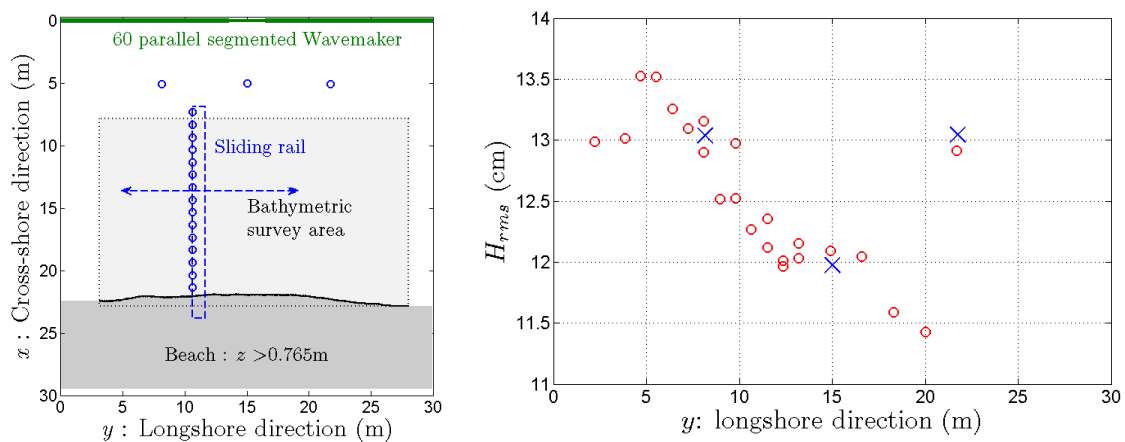 0
5
10
15
20
25
30
x : Cross-shore direction (m)
60 parallel segmented Wavemaker
Sliding rail
Bathymetric
survey area
Beach : z >0.765m
0 5 10 15 20 25 30
y : Longshore direction (m)
14
13.5
13
12.5
12
11.5
11
H_{rms} (cm)
0 5 10 15 20 25 30
y: longshore direction (m)